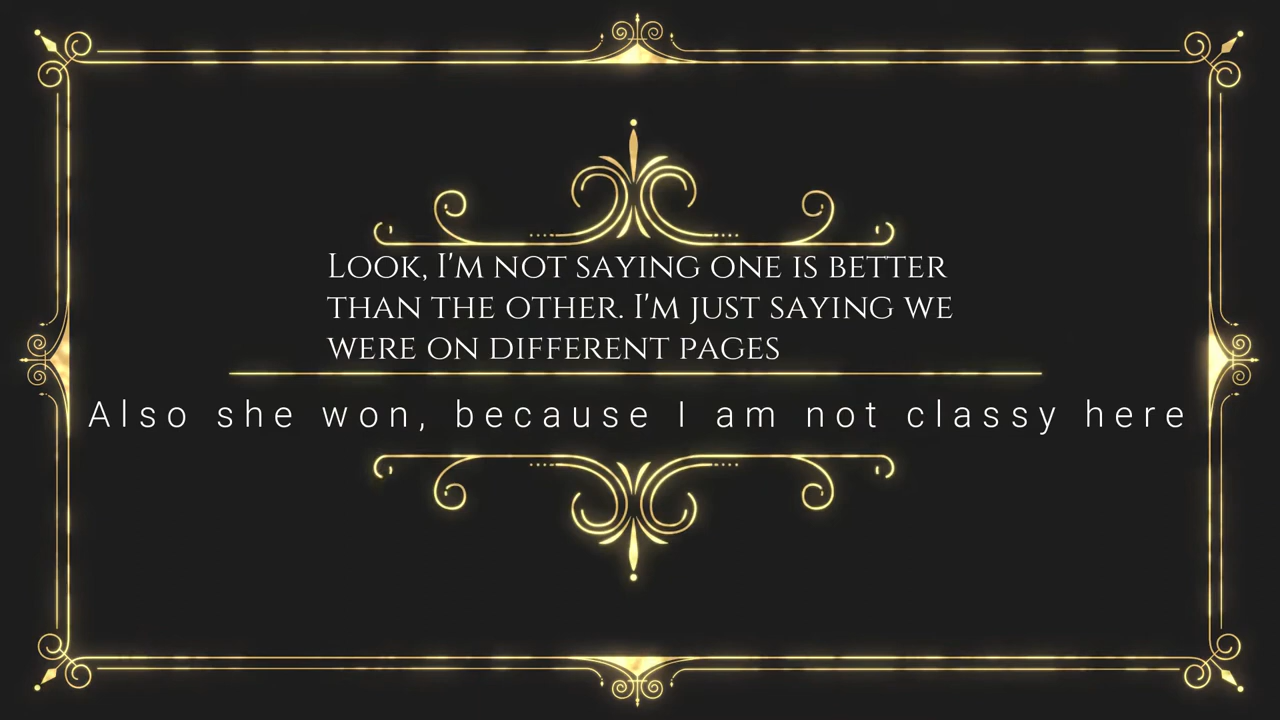 Look, I'm not saying one is better
than the other. I'm just saying we
were on different pages
Also she won, because I am not classy here